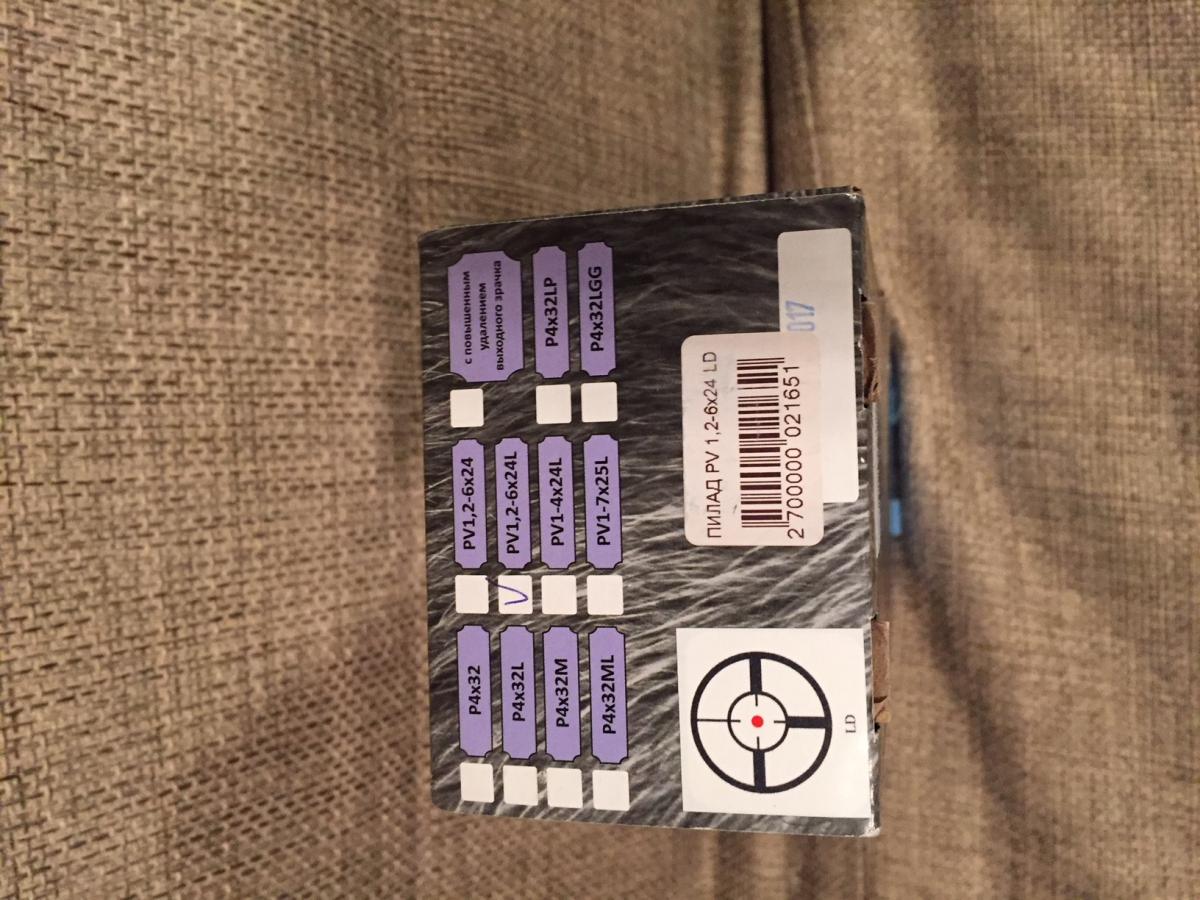 P4x32
P4x32L
P4x32M
P4x32ML
PV1,2-6x24
PV1,2-6x24L
PV1-4x24L
PV1-7x25L
с повышенным
удалением
выходного зрачка
P4x32LP
P4x32LGG
LD
ПИЛАД PV 1,2-6x24 LD
2 700000 021651
017